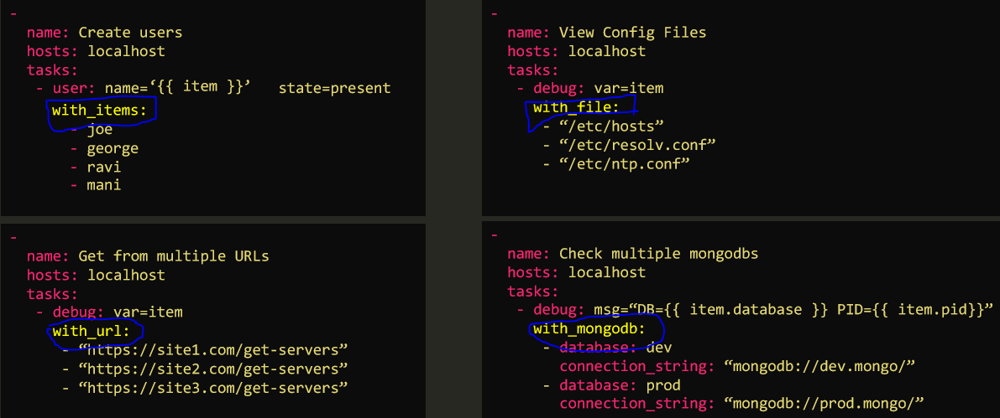 -
name: Create users
hosts: localhost
tasks:
- user: name=‘{{ item }}’ state=present
with_items:
- joe
- george
- ravi
- mani
-
name: View Config Files
hosts: localhost
tasks:
- debug: var=item
with_file:
- “/etc/hosts”
- “/etc/resolv.conf”
- “/etc/ntp.conf”
-
name: Get from multiple URLs
hosts: localhost
tasks:
- debug: var=item
with_url:
- “https://site1.com/get-servers”
- “https://site2.com/get-servers”
- “https://site3.com/get-servers”
-
name: Check multiple mongodbs
hosts: localhost
tasks:
- debug: msg=“DB={{ item.database }} PID={{ item.pid}}”
with_mongodb:
- database: dev
connection_string: “mongodb://dev.mongo/”
- database: prod
connection_string: “mongodb://prod.mongo/”